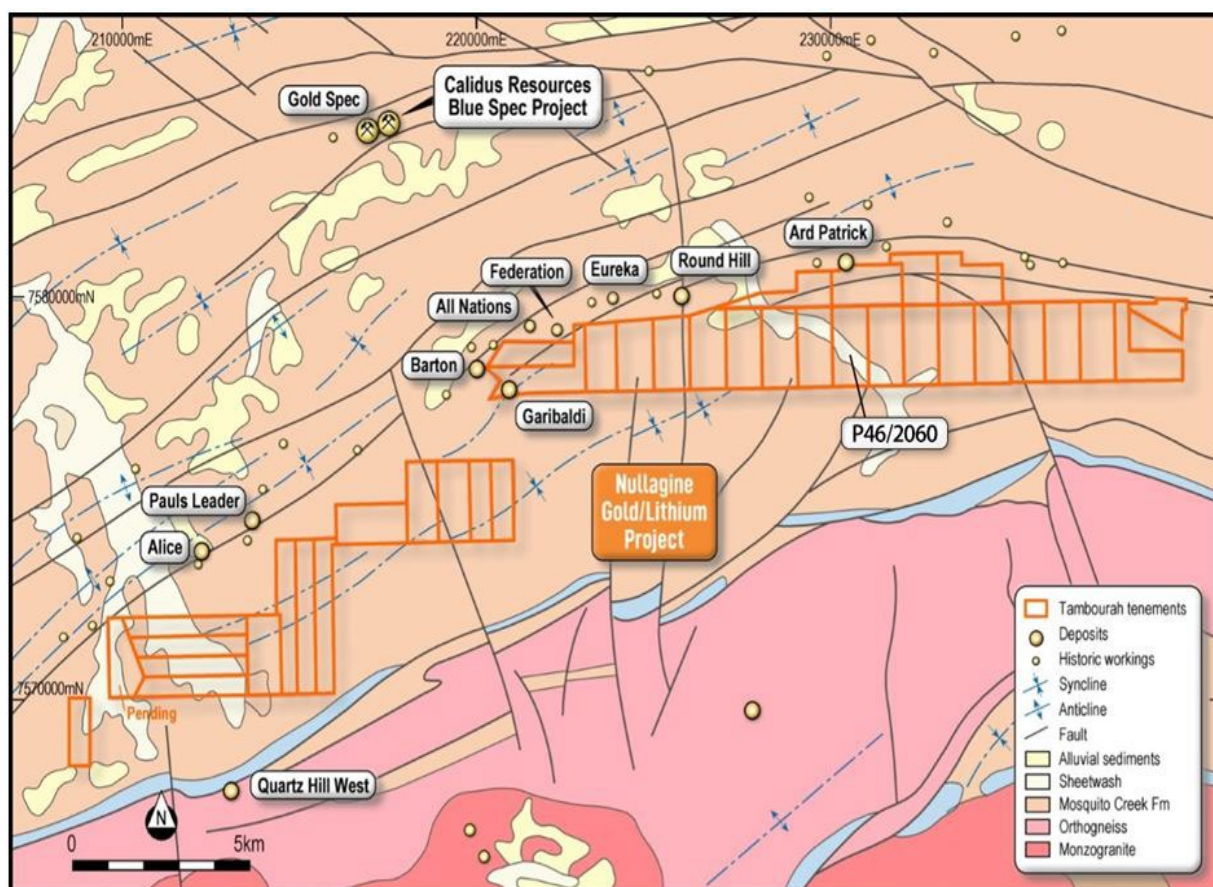 210000mE
220000mE
230000mE
Gold Spec
Calidus Resources
Blue Spec Project
Ard Patrick
Round Hill
Eureka
Federation
All Nations
7580000mN
Barton
Garibaldi
P46/2060
Pauls Leader
Alice
Nullagine
Gold/Lithium
Project
7570000mN
Pending
Quartz Hill West
N
0
5km
Tambourah tenements
Deposits
Historic workings
Syncline
Anticline
Fault
Alluvial sediments
Sheetwash
Mosquito Creek Fm
Orthogneiss
Monzogranite